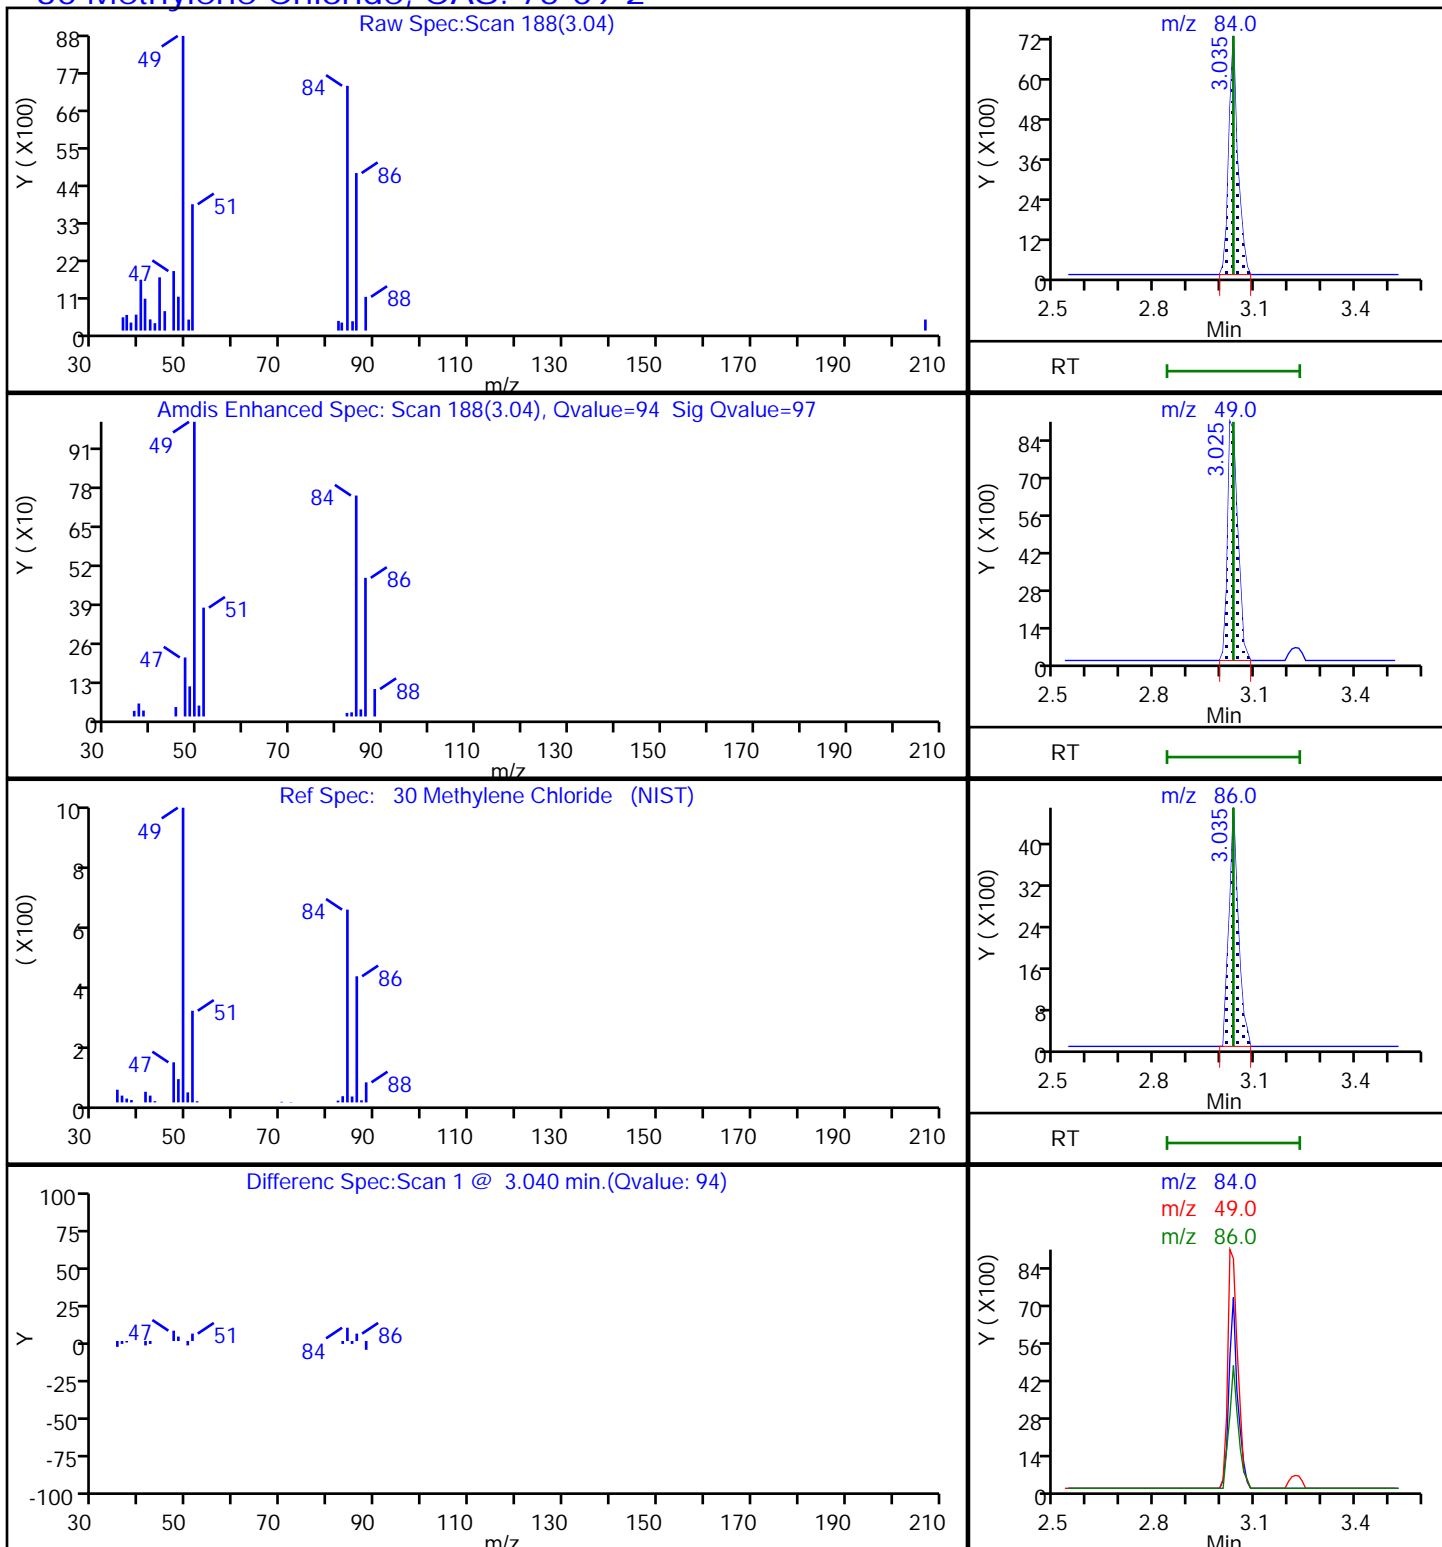 30 Methylene Chloride, CAS: 75-09-2
Raw Spec:Scan 188(3.04)
Y ( X100)
88
77
66
55
44
33
22
11
0
49
84
86
51
47
88
30 50 70 90 110 130 150 170 190 210
m/z
m/z 84.0
Y ( X100)
72
60
48
36
24
12
0
3.035
2.5 2.8 3.1 3.4
Min
RT
Amdis Enhanced Spec: Scan 188(3.04), Qvalue=94 Sig Qvalue=97
Y ( X10)
91
78
65
52
39
26
13
0
49
84
86
51
47
88
30 50 70 90 110 130 150 170 190 210
m/z
m/z 49.0
Y ( X100)
84
70
56
42
28
14
0
3.025
2.5 2.8 3.1 3.4
Min
RT
Ref Spec: 30 Methylene Chloride (NIST)
( X100)
10
8
6
4
2
0
49
84
86
51
47
88
30 50 70 90 110 130 150 170 190 210
m/z 86.0
Y ( X100)
40
32
24
16
8
0
3.035
2.5 2.8 3.1 3.4
Min
RT
Differenc Spec:Scan 1 @ 3.040 min.(Qvalue: 94)
Y
100
75
50
25
0
-25
-50
-75
-100
47
51
84
86
30 50 70 90 110 130 150 170 190 210
m/z
m/z 84.0
m/z 49.0
m/z 86.0
Y ( X100)
84
70
56
42
28
14
0
2.5 2.8 3.1 3.4
Min